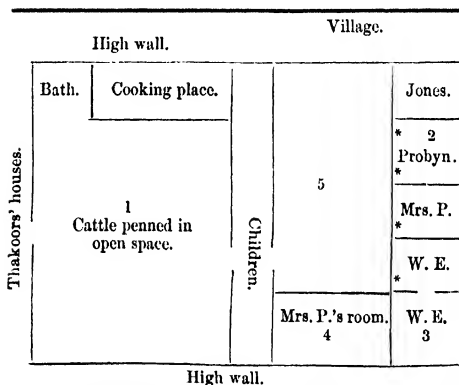 Village.
High wall.
Bath.
Cooking place.
Jones.
* 2
Probyn.
*
5
1
Cattle penned in
open space.
Thakoors' houses.
Children.
Mrs. P.
*
W. E.
*
Mrs. P.'s room.
4
W. E.
3
High wall.